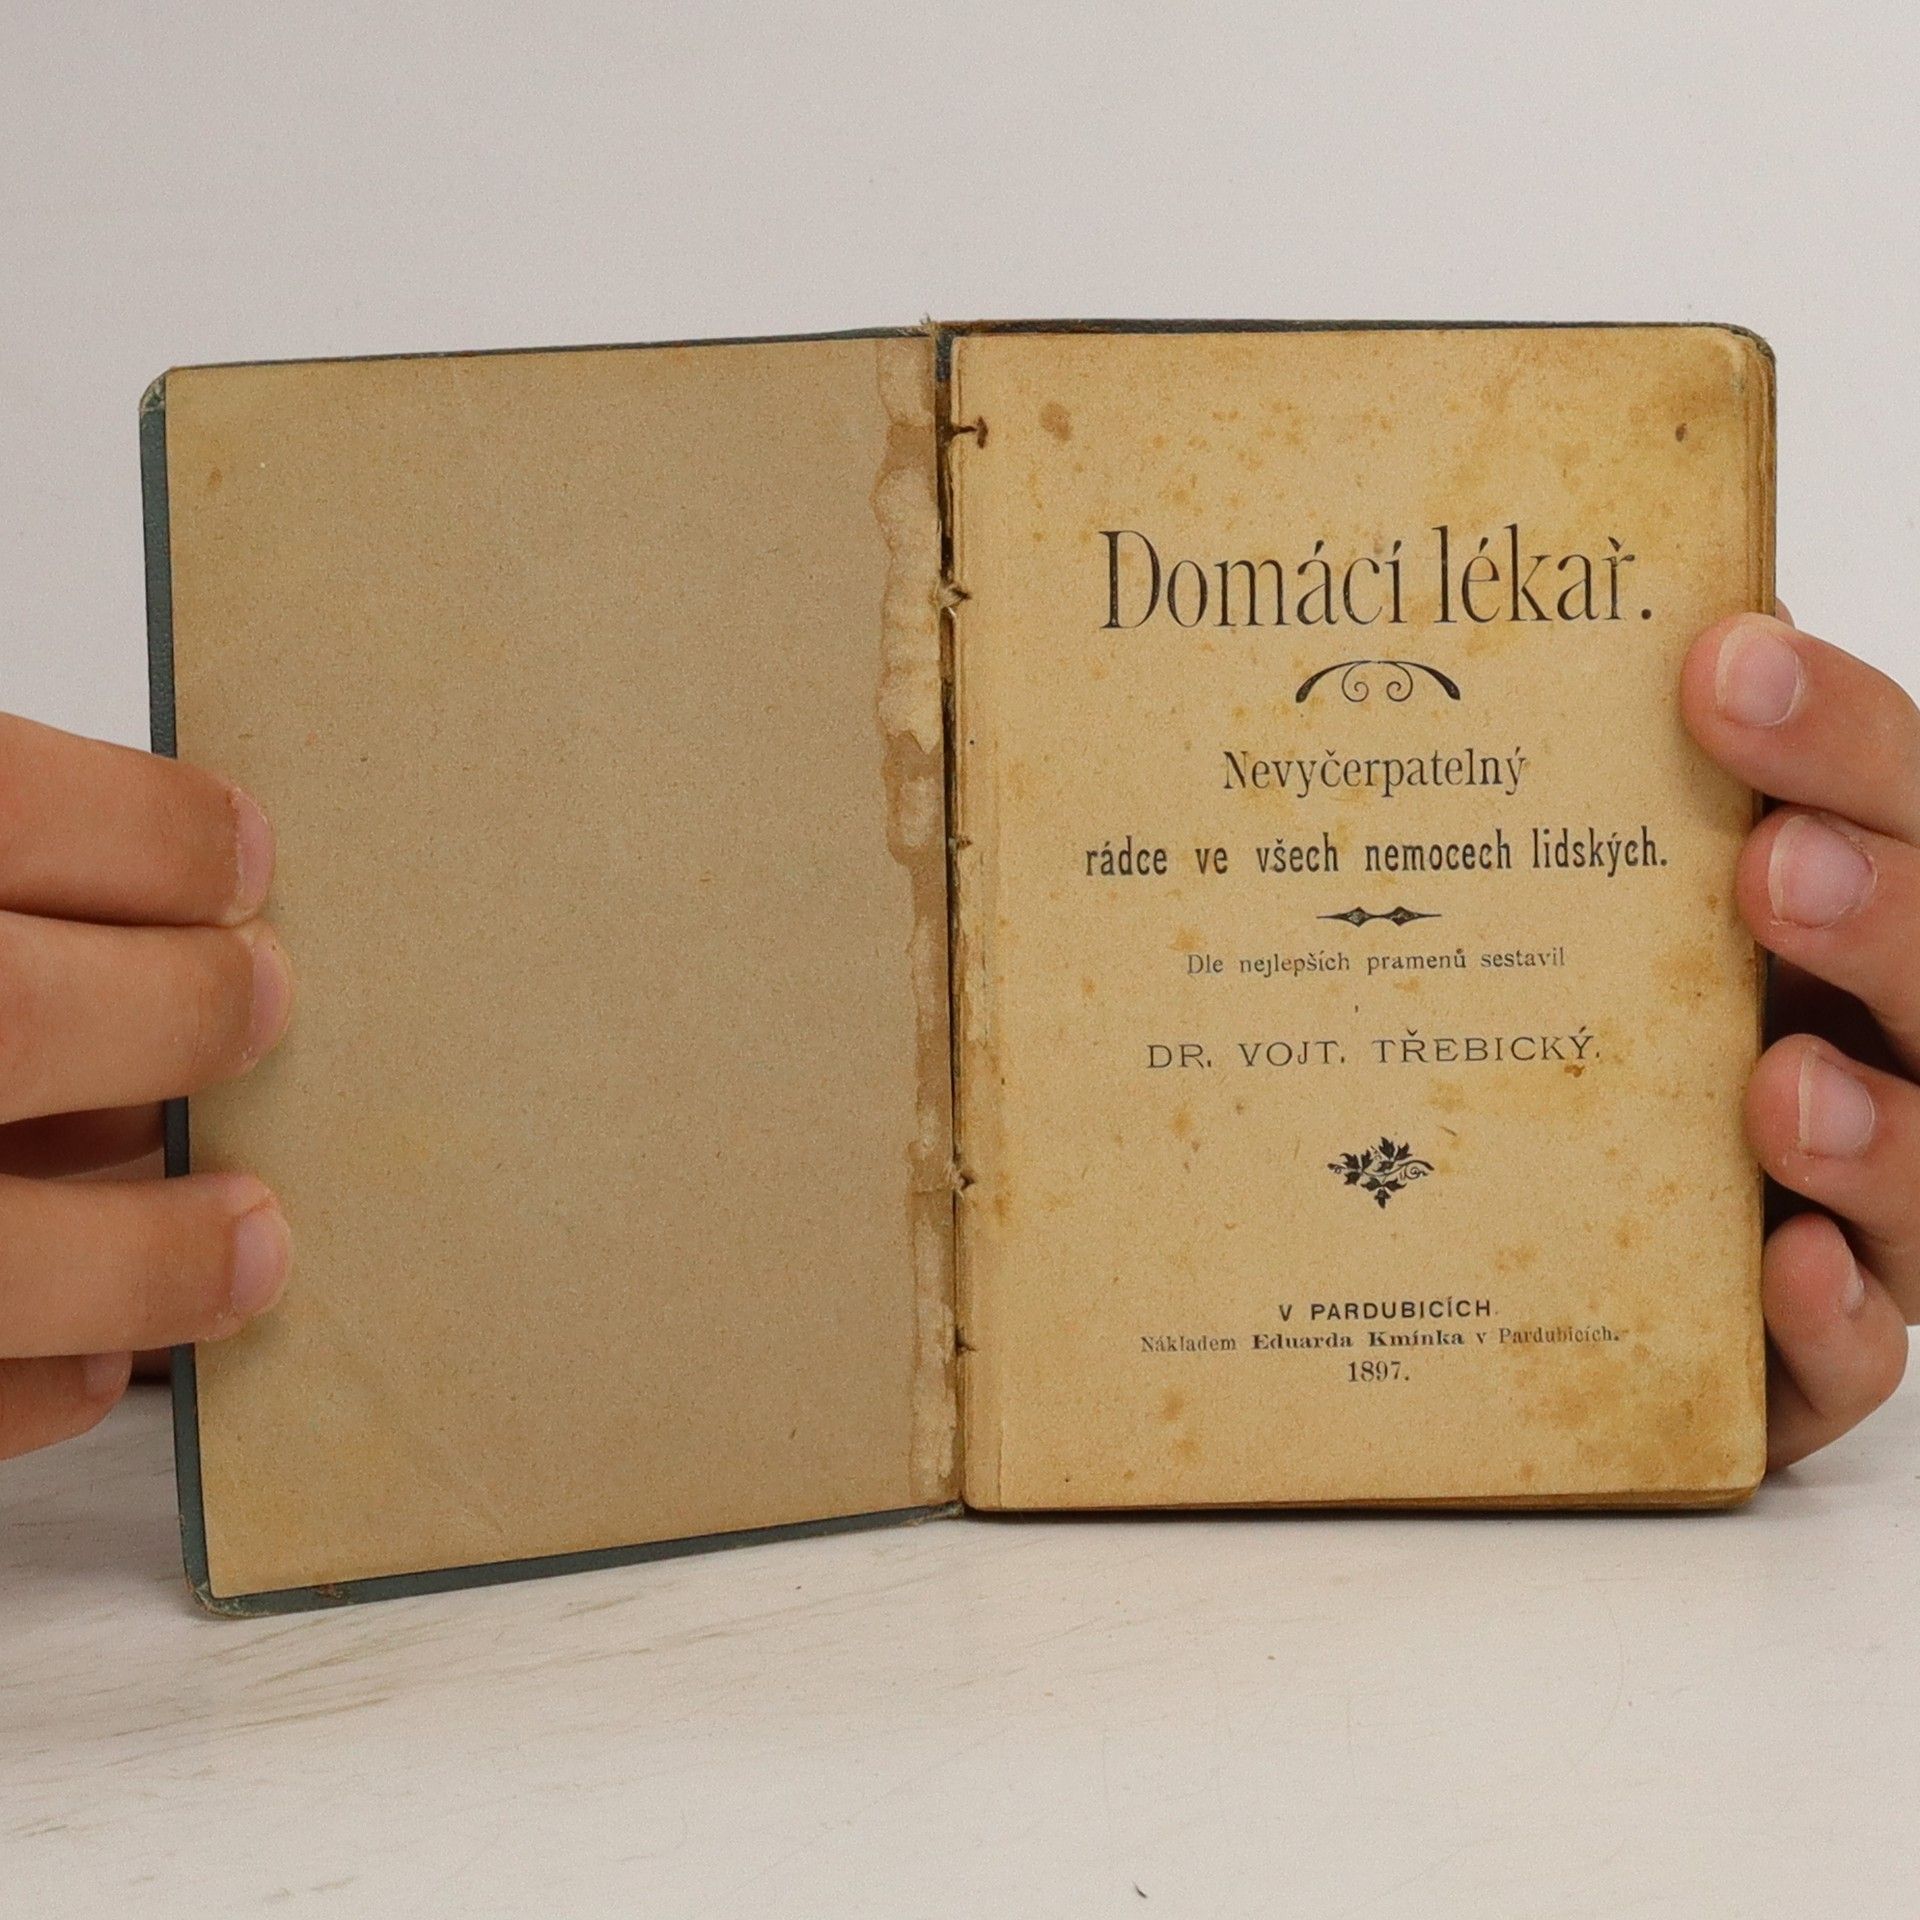 Domácí lékař.
Nevyčerpatelný
rádce ve všech nemocech lidských.
Dle nejlepších pramenů sestavil
DR. VOJT. TŘEBICKÝ.
V PARDUBICÍCH.
Nákladem Eduarda Kmínka v Pardubicích.
1897.